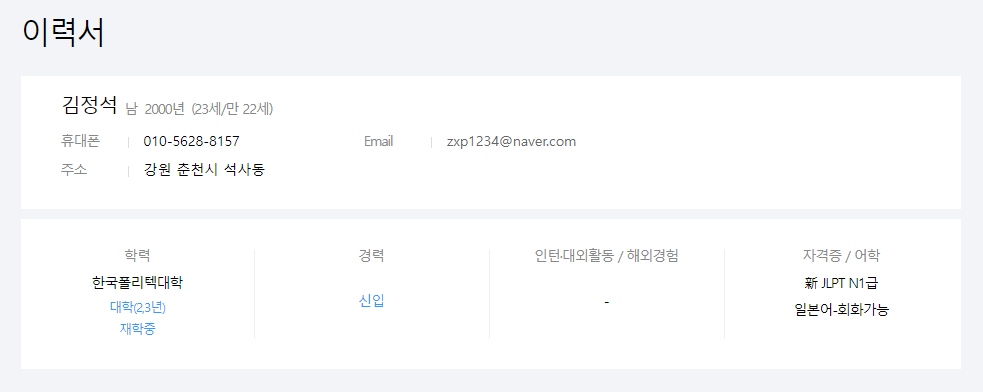 이력서
김정석 남 2000년 (23세/만 22세)
휴대폰 010-5628-8157 Email zxp1234@naver.com
주소 강원 춘천시 석사동
학력 경력 인턴·대외활동 / 해외경험 자격증 / 어학
한국폴리텍대학 新 JLPT N1급
대학(2,3년) 신입 - 일본어-회화가능
재학중